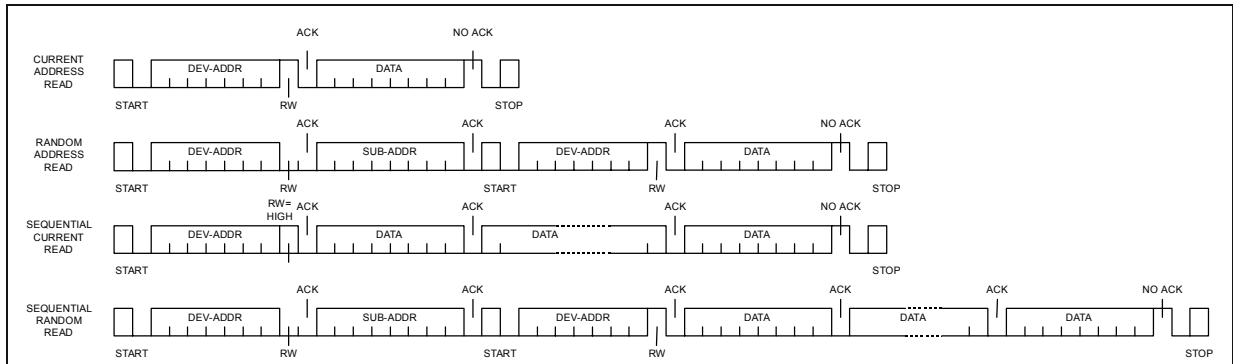 ACK NO ACK
CURRENT
ADDRESS
READ
DEV-ADDR DATA
START RW STOP
ACK ACK ACK NO ACK
RANDOM
ADDRESS
READ
DEV-ADDR SUB-ADDR DEV-ADDR DATA
START RW START RW STOP
RW=
HIGH
ACK ACK ACK NO ACK
SEQUENTIAL
CURRENT
READ
DEV-ADDR DATA DATA DATA
START STOP
ACK ACK ACK ACK ACK NO ACK
SEQUENTIAL
RANDOM
READ
DEV-ADDR SUB-ADDR DEV-ADDR DATA DATA DATA
START RW START RW STOP